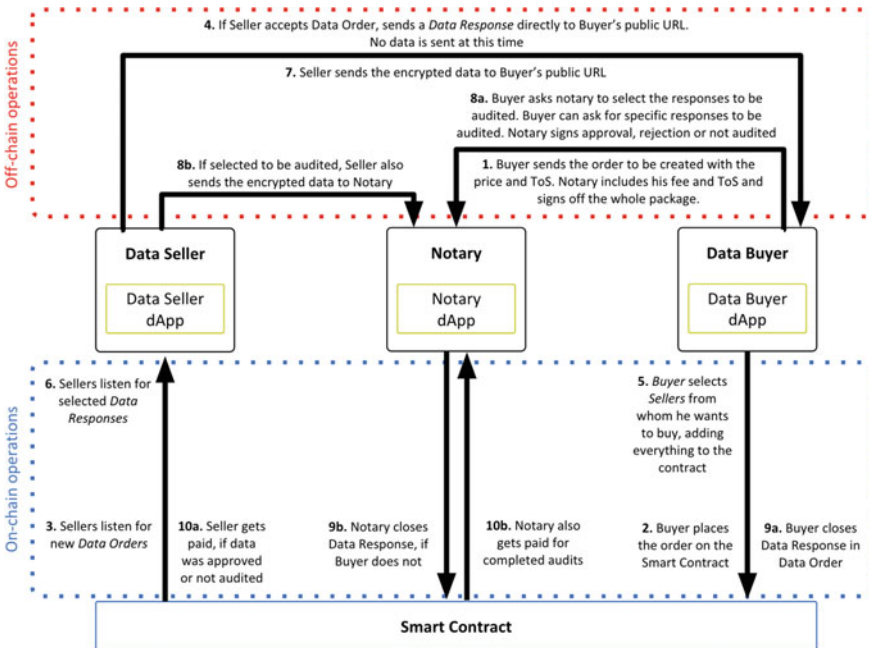 4. If Seller accepts Data Order, sends a Data Response directly to Buyer's public URL.
No data is sent at this time
7. Seller sends the encrypted data to Buyer's public URL
8a. Buyer asks notary to select the responses to be
audited. Buyer can ask for specific responses to be
audited. Notary signs approval, rejection or not audited
8b. If selected to be audited, Seller also
sends the encrypted data to Notary
1. Buyer sends the order to be created with the
price and ToS. Notary includes his fee and ToS and
signs off the whole package.
Off-chain operations
Data Seller
Data Seller
dApp
Notary
Notary
dApp
Data Buyer
Data Buyer
dApp
On-chain operations
6. Sellers listen for
selected Data
Responses
5. Buyer selects
Sellers from
whom he wants
to buy, adding
everything to the
contract
3. Sellers listen for
new Data Orders
10a. Seller gets
paid, if data
was approved
or not audited
9b. Notary closes
Data Response, if
Buyer does not
10b. Notary also
gets paid for
completed audits
2. Buyer places
the order on the
Smart Contract
9a. Buyer closes
Data Response in
Data Order
Smart Contract